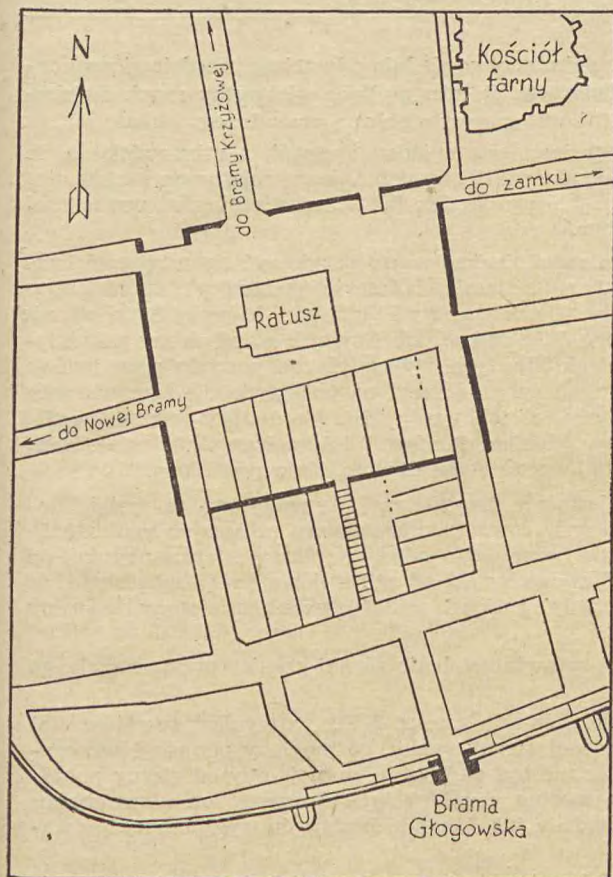 N
do Bramy Krzyżowej
Kościół
farny
do zamku
Ratusz
do Nowej Bramy
Brama
Głogowska